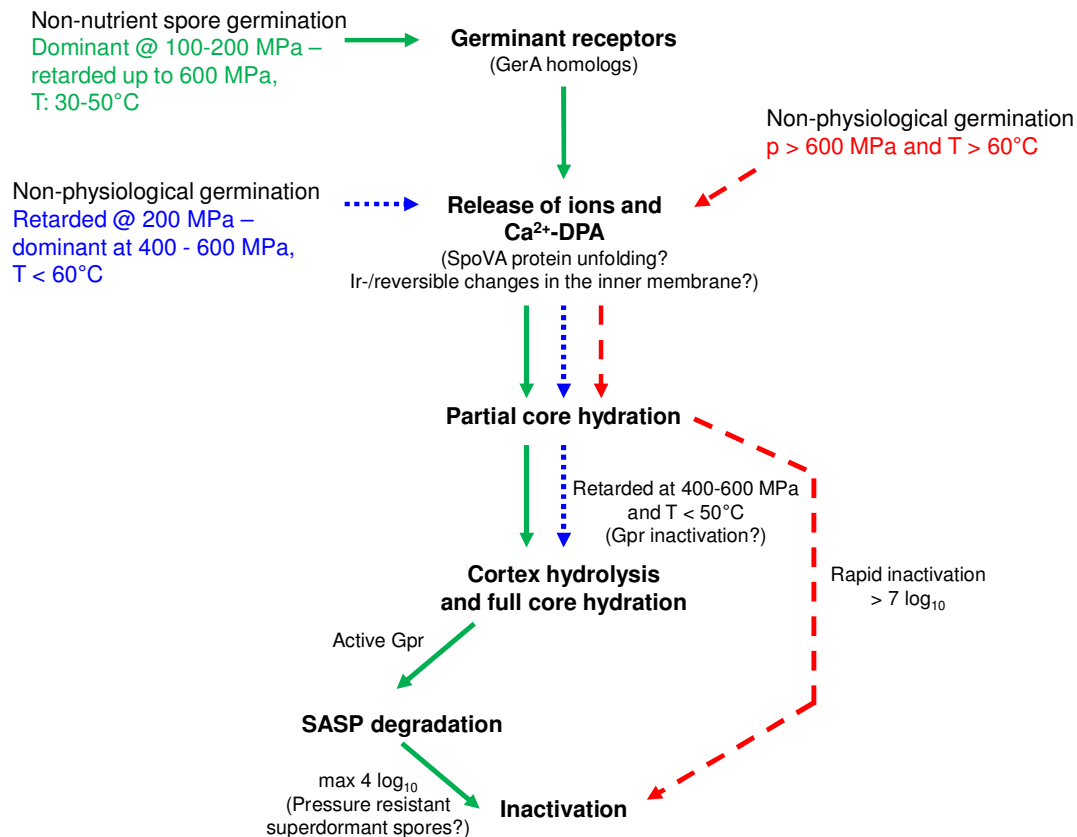 Non-nutrient spore germination
Dominant @ 100-200 MPa –
retarded up to 600 MPa,
T: 30-50°C
Germinant receptors
(GerA homologs)
Non-physiological germination
p > 600 MPa and T > 60°C
Non-physiological germination
Retarded @ 200 MPa –
dominant at 400 - 600 MPa,
T < 60°C
Release of ions and
Ca²⁺-DPA
(SpoVA protein unfolding?
Ir-/reversible changes in the inner membrane?)
Partial core hydration
Retarded at 400-600 MPa
and T < 50°C
(Gpr inactivation?)
Cortex hydrolysis
and full core hydration
Rapid inactivation
> 7 log₁₀
Active Gpr
SASP degradation
max 4 log₁₀
(Pressure resistant
superdormant spores?)
Inactivation